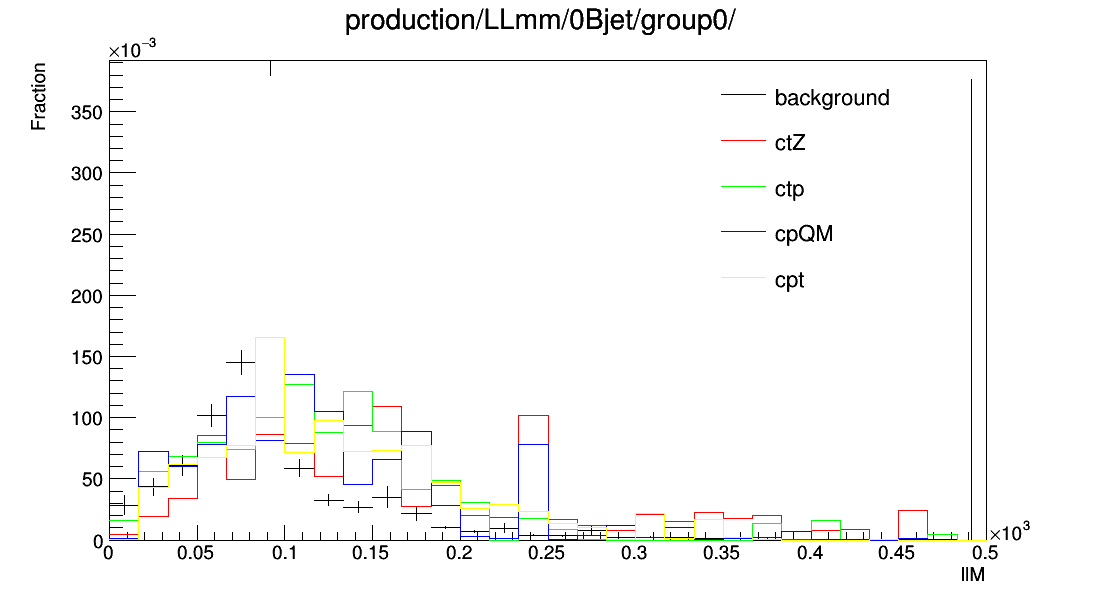 production/LLmm/0Bjet/group0/
×10⁻³
Fraction
350
300
250
200
150
100
50
0
background
ctZ
ctp
cpQM
cpt
0 0.05 0.1 0.15 0.2 0.25 0.3 0.35 0.4 0.45 0.5
×10³
llM